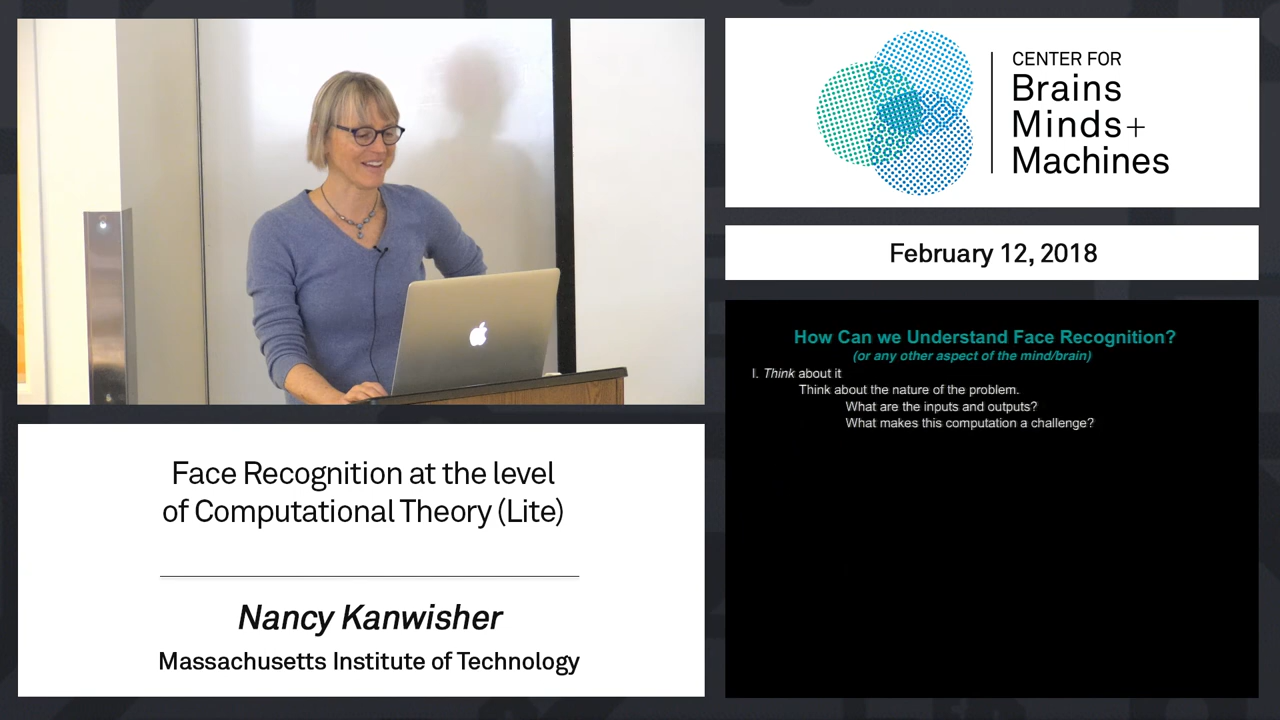 CENTER FOR
Brains
Minds+
Machines
February 12, 2018
How Can we Understand Face Recognition?
(or any other aspect of the mind/brain)
I. Think about it
Think about the nature of the problem.
What are the inputs and outputs?
What makes this computation a challenge?
Face Recognition at the level
of Computational Theory (Lite)
Nancy Kanwisher
Massachusetts Institute of Technology